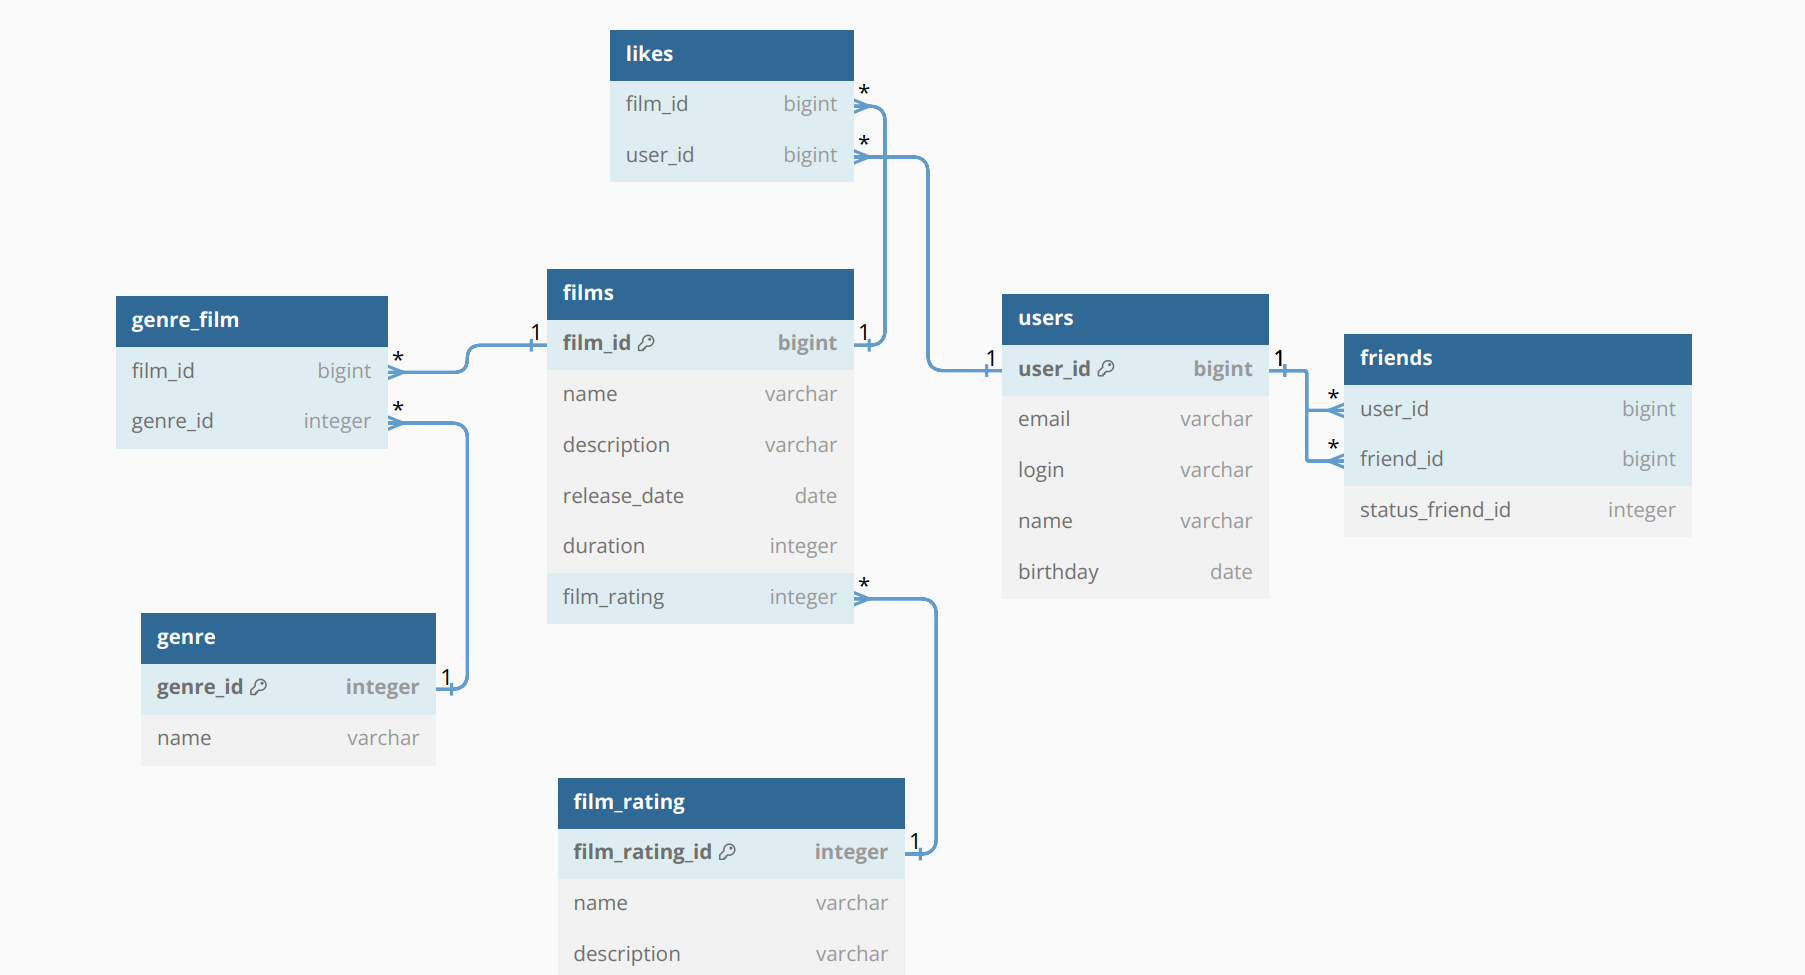 likes
*
film_id bigint
*
user_id bigint
films
1 film_id bigint 1
name varchar
description varchar
release_date date
duration integer
*
film_rating integer
genre_film
*
film_id bigint
*
genre_id integer
users
1 user_id bigint 1
email varchar
login varchar
name varchar
birthday date
friends
*
user_id bigint
*
friend_id bigint
status_friend_id integer
genre
genre_id integer 1
name varchar
film_rating
film_rating_id integer 1
name varchar
description varchar